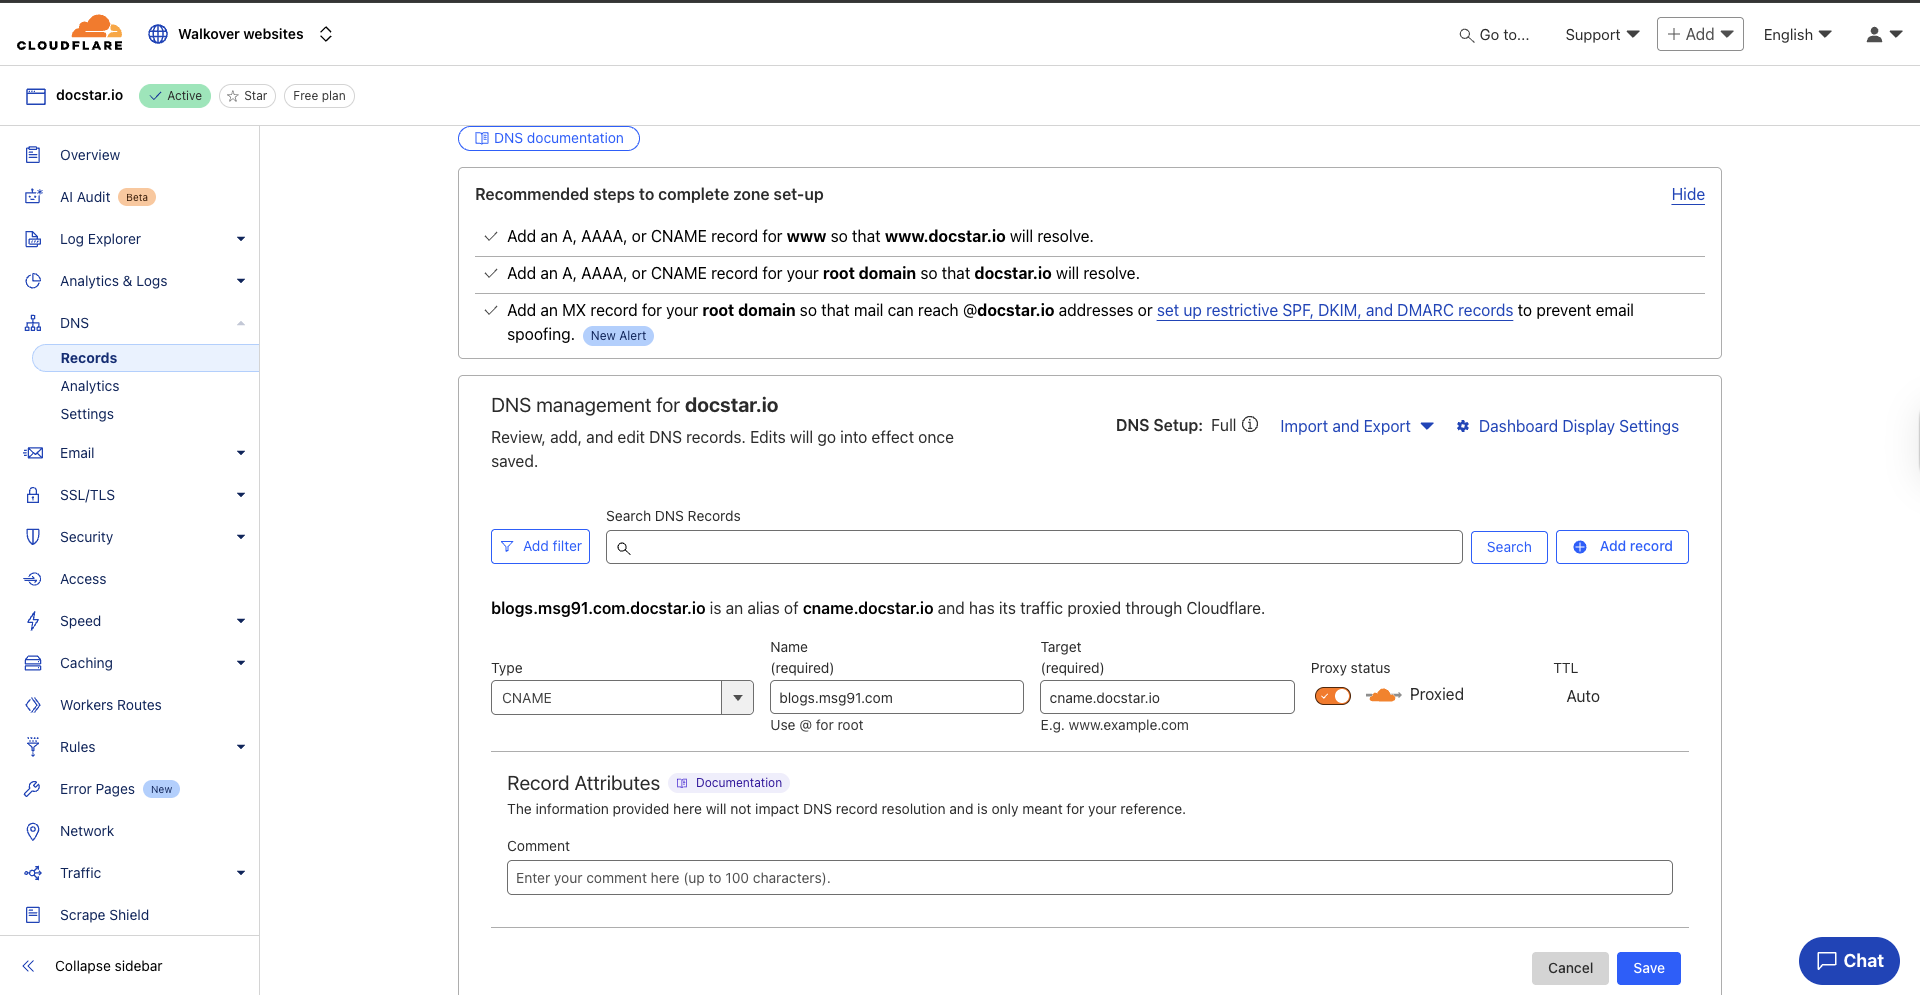 CLOUDFLARE
Walkover websites
Go to...
Support
+ Add
English
docstar.io
Active
Star
Free plan
Overview
AI Audit Beta
Log Explorer
Analytics & Logs
DNS
Records
Analytics
Settings
Email
SSL/TLS
Security
Access
Speed
Caching
Workers Routes
Rules
Error Pages New
Network
Traffic
Scrape Shield
Collapse sidebar
DNS documentation
Recommended steps to complete zone set-up
Hide
Add an A, AAAA, or CNAME record for www so that www.docstar.io will resolve.
Add an A, AAAA, or CNAME record for your root domain so that docstar.io will resolve.
Add an MX record for your root domain so that mail can reach @docstar.io addresses or set up restrictive SPF, DKIM, and DMARC records to prevent email
spoofing. New Alert
DNS management for docstar.io
Review, add, and edit DNS records. Edits will go into effect once
saved.
DNS Setup: Full
Import and Export
Dashboard Display Settings
Search DNS Records
Add filter
Search
Add record
blogs.msg91.com.docstar.io is an alias of cname.docstar.io and has its traffic proxied through Cloudflare.
Type
CNAME
Name
(required)
blogs.msg91.com
Use @ for root
Target
(required)
cname.docstar.io
E.g. www.example.com
Proxy status
Proxied
TTL
Auto
Record Attributes
Documentation
The information provided here will not impact DNS record resolution and is only meant for your reference.
Comment
Enter your comment here (up to 100 characters).
Cancel
Save
Chat